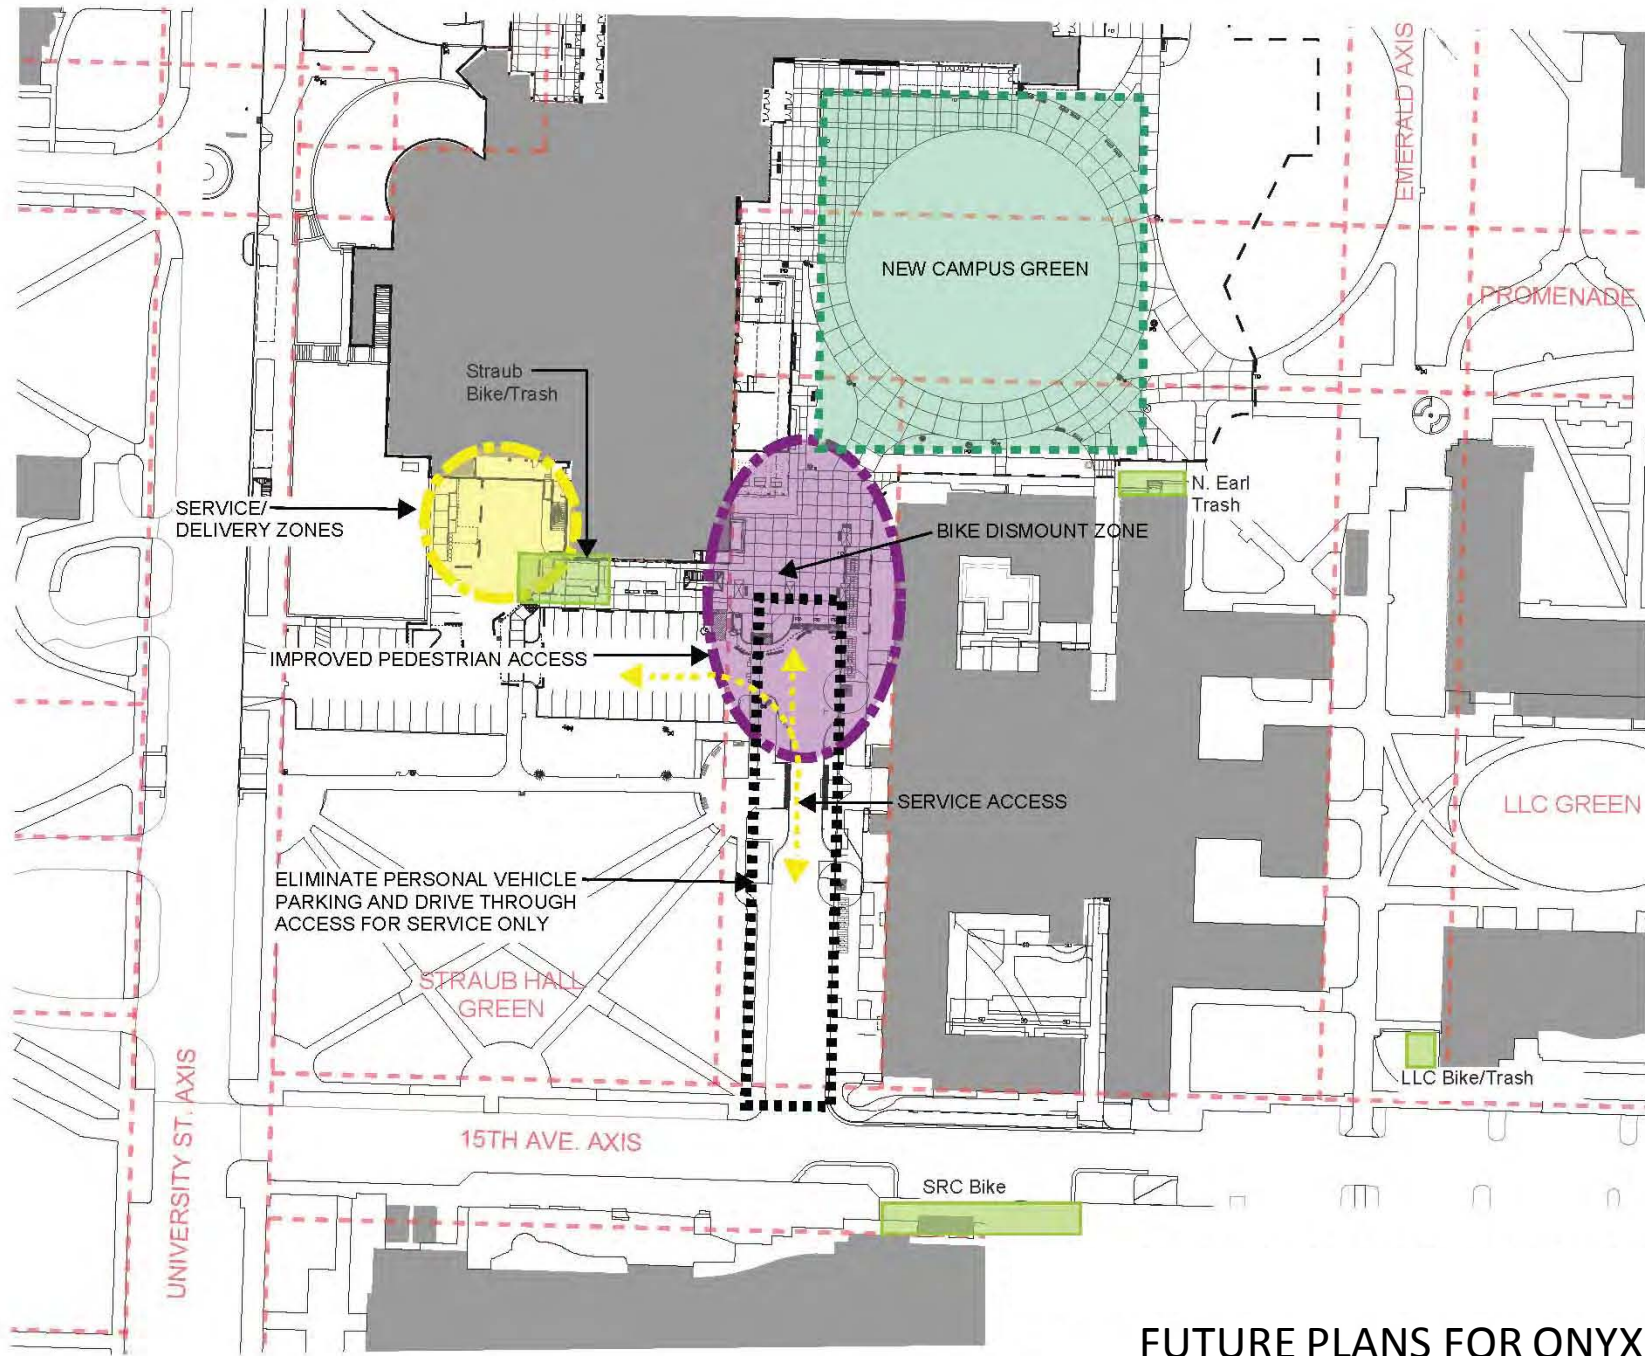 EMERALD AXIS
NEW CAMPUS GREEN
PROMENADE
Straub
Bike/Trash
SERVICE/
DELIVERY ZONES
N. Earl
Trash
BIKE DISMOUNT ZONE
IMPROVED PEDESTRIAN ACCESS
SERVICE ACCESS
LLC GREEN
ELIMINATE PERSONAL VEHICLE
PARKING AND DRIVE THROUGH
ACCESS FOR SERVICE ONLY
STRAUB HALL
GREEN
LLC Bike/Trash
UNIVERSITY ST. AXIS
15TH AVE. AXIS
SRC Bike
FUTURE PLANS FOR ONYX